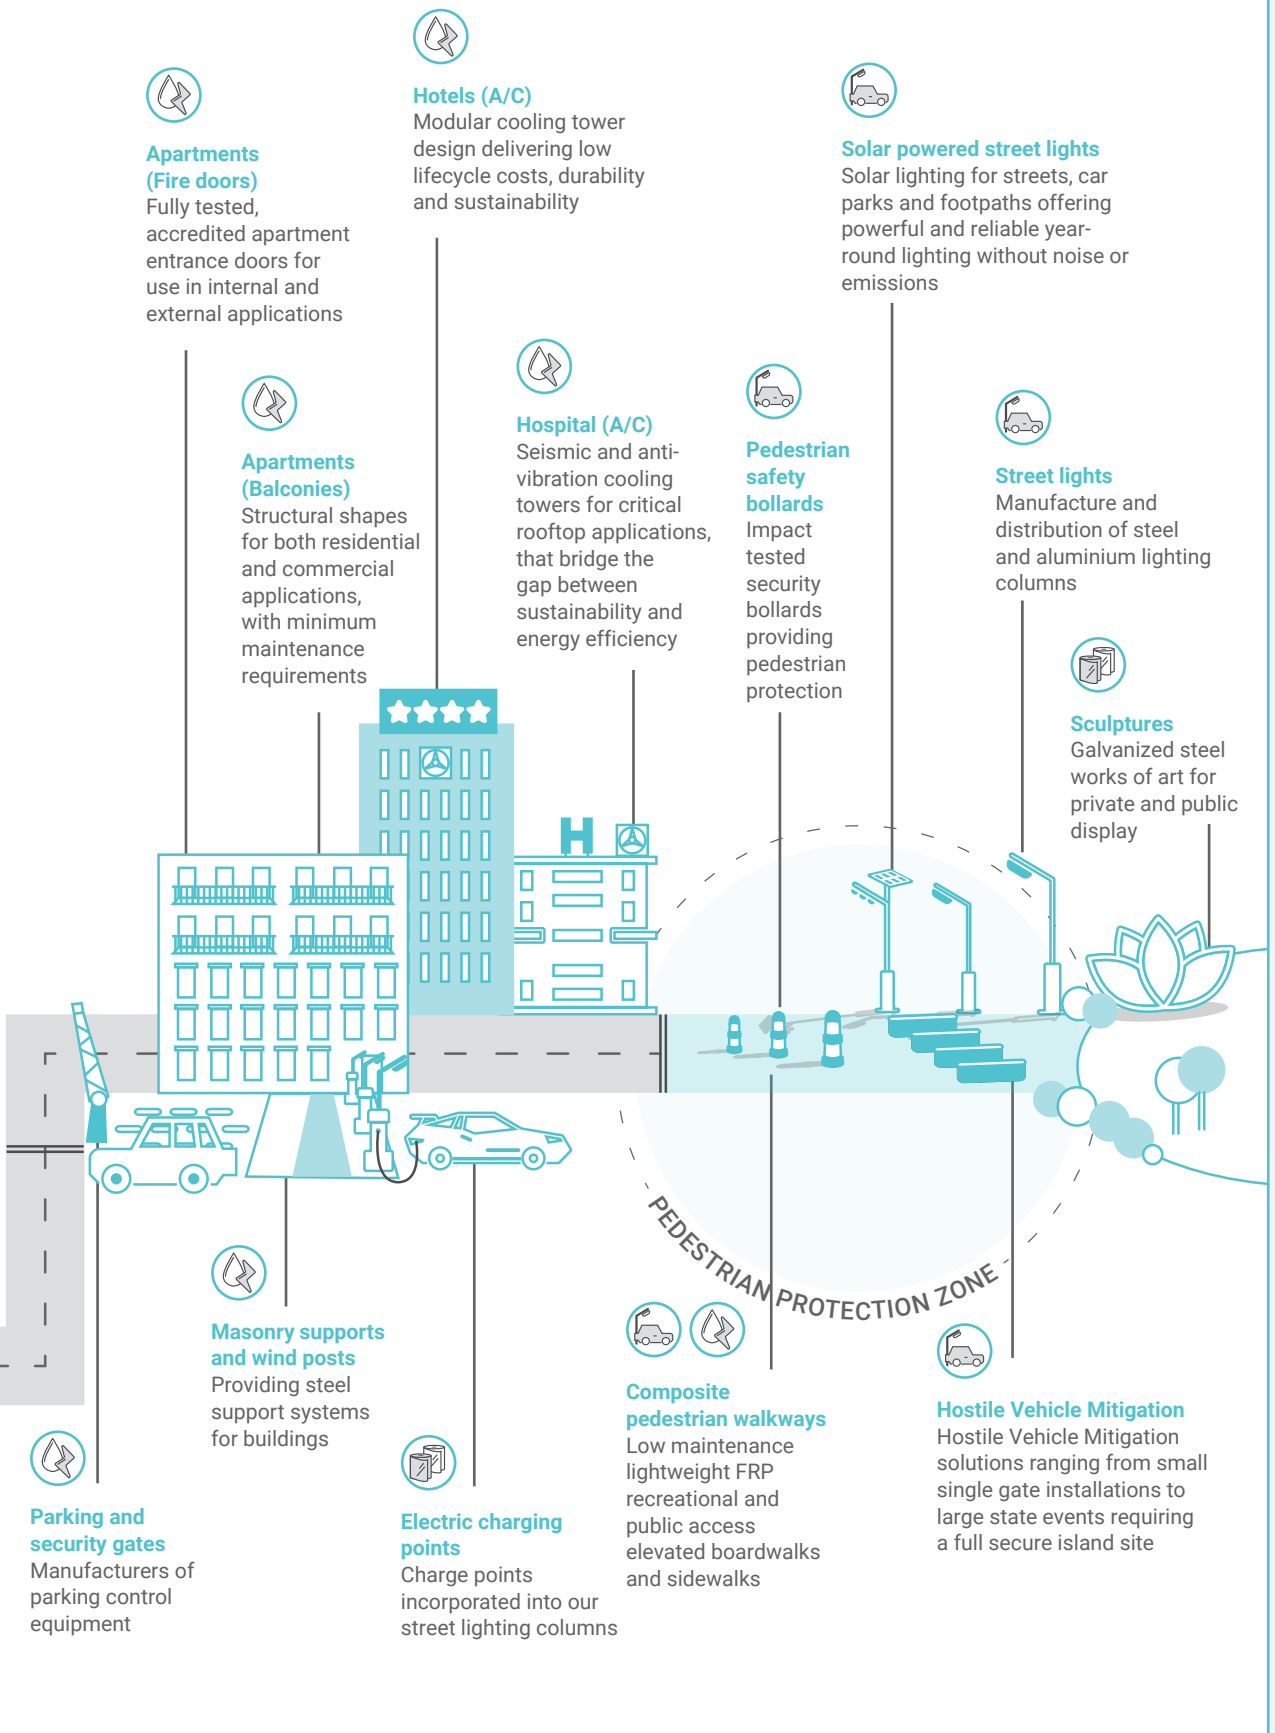 Hotels (A/C)
Modular cooling tower
design delivering low
lifecycle costs, durability
and sustainability
Apartments
(Fire doors)
Fully tested,
accredited apartment
entrance doors for
use in internal and
external applications
Solar powered street lights
Solar lighting for streets, car
parks and footpaths offering
powerful and reliable year-
round lighting without noise or
emissions
Apartments
(Balconies)
Structural shapes
for both residential
and commercial
applications,
with minimum
maintenance
requirements
Hospital (A/C)
Seismic and anti-
vibration cooling
towers for critical
rooftop applications,
that bridge the
gap between
sustainability and
energy efficiency
Pedestrian
safety
bollards
Impact
tested
security
bollards
providing
pedestrian
protection
Street lights
Manufacture and
distribution of steel
and aluminium lighting
columns
Sculptures
Galvanized steel
works of art for
private and public
display
H
PEDESTRIAN PROTECTION ZONE
Masonry supports
and wind posts
Providing steel
support systems
for buildings
Parking and
security gates
Manufacturers of
parking control
equipment
Electric charging
points
Charge points
incorporated into our
street lighting columns
Composite
pedestrian walkways
Low maintenance
lightweight FRP
recreational and
public access
elevated boardwalks
and sidewalks
Hostile Vehicle Mitigation
Hostile Vehicle Mitigation
solutions ranging from small
single gate installations to
large state events requiring
a full secure island site